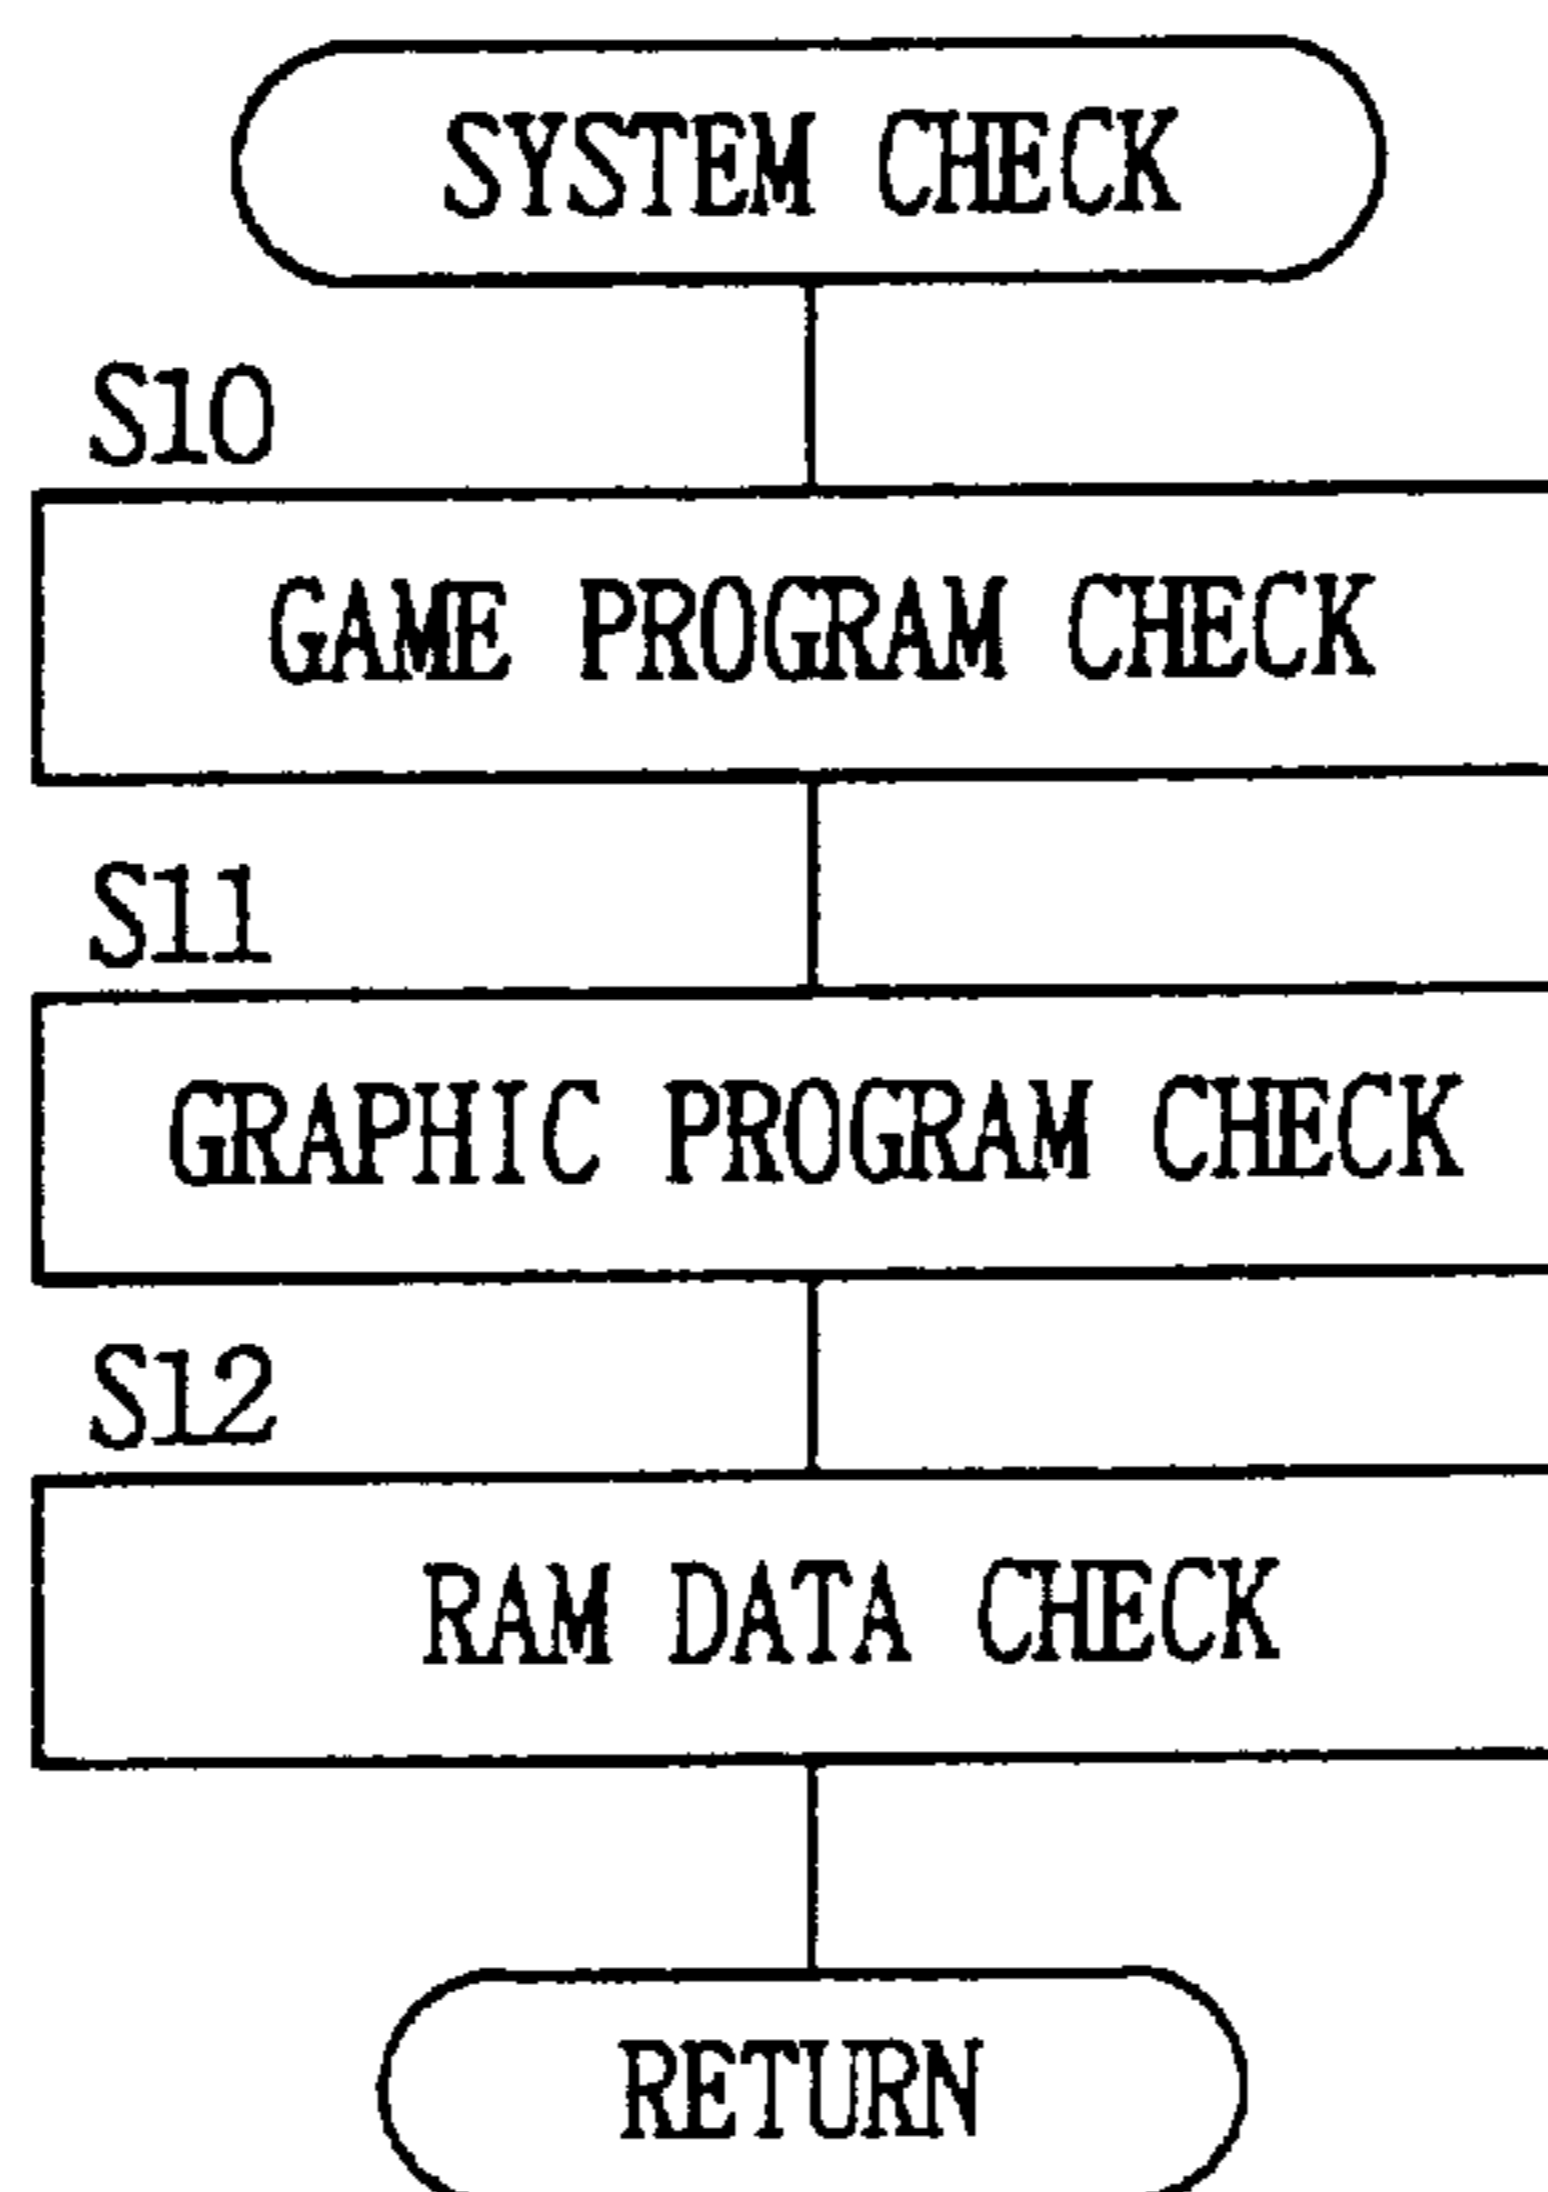 SYSTEM CHECK
S10
GAME PROGRAM CHECK
S11
GRAPHIC PROGRAM CHECK
S12
RAM DATA CHECK
RETURN